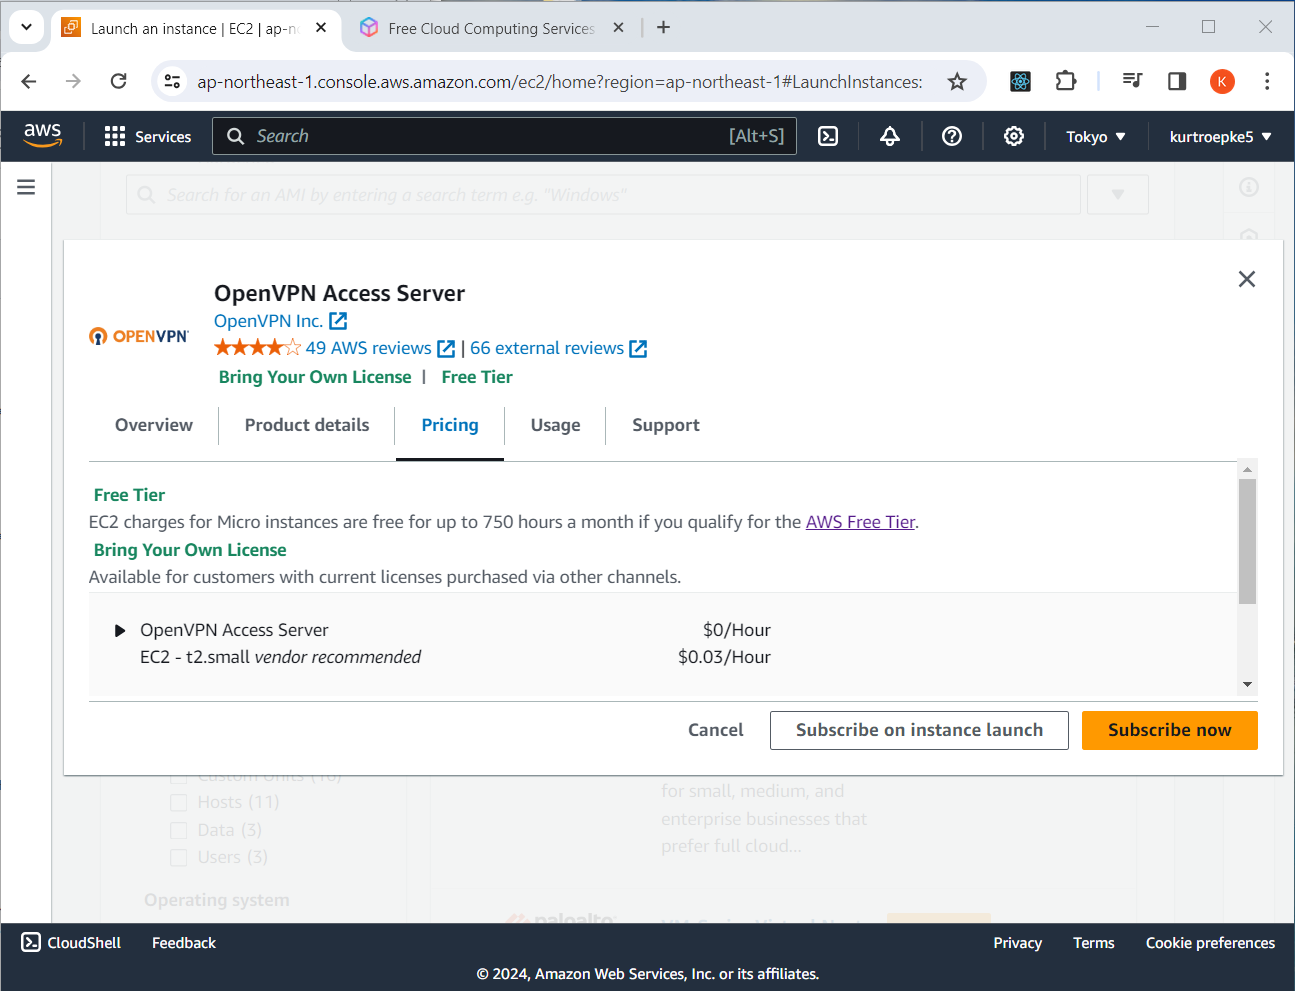 Launch an instance | EC2 | ap-no
Free Cloud Computing Services
ap-northeast-1.console.aws.amazon.com/ec2/home?region=ap-northeast-1#LaunchInstances:
K
aws
Services
Search
[Alt+S]
Tokyo
kurtroepke5
Search for an AMI by entering a search term e.g. "Windows"
OPENVPN
OpenVPN Access Server
OpenVPN Inc.
49 AWS reviews | 66 external reviews
Bring Your Own License | Free Tier
Overview
Product details
Pricing
Usage
Support
Free Tier
EC2 charges for Micro instances are free for up to 750 hours a month if you qualify for the AWS Free Tier.
Bring Your Own License
Available for customers with current licenses purchased via other channels.
OpenVPN Access Server $0/Hour
EC2 - t2.small vendor recommended $0.03/Hour
Cancel
Subscribe on instance launch
Subscribe now
Custom Units (10)
Hosts (11)
Data (3)
Users (3)
Operating system
for small, medium, and
enterprise businesses that
prefer full cloud...
paloalto
CloudShell
Feedback
Privacy
Terms
Cookie preferences
© 2024, Amazon Web Services, Inc. or its affiliates.